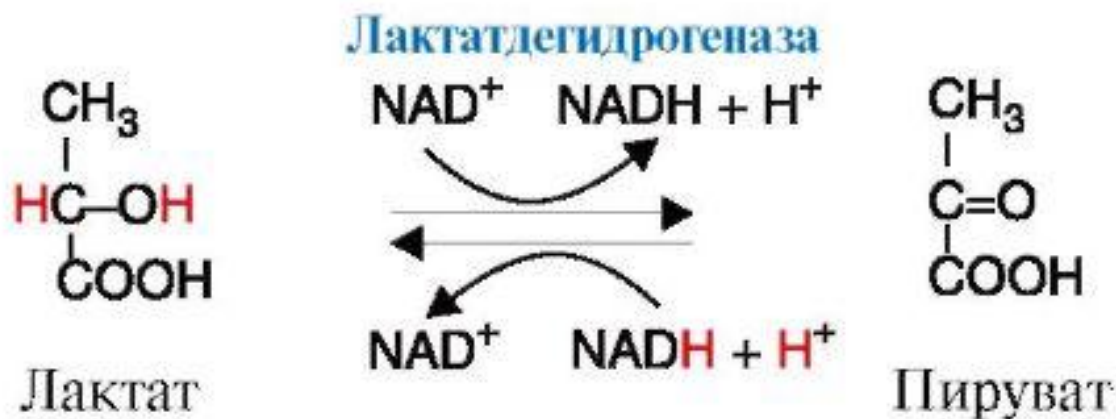 Лактатдегидрогеназа
NAD⁺ NADH + H⁺
CH₃
HC–OH
COOH
CH₃
C=O
COOH
NAD⁺ NADH + H⁺
Лактат
Пируват